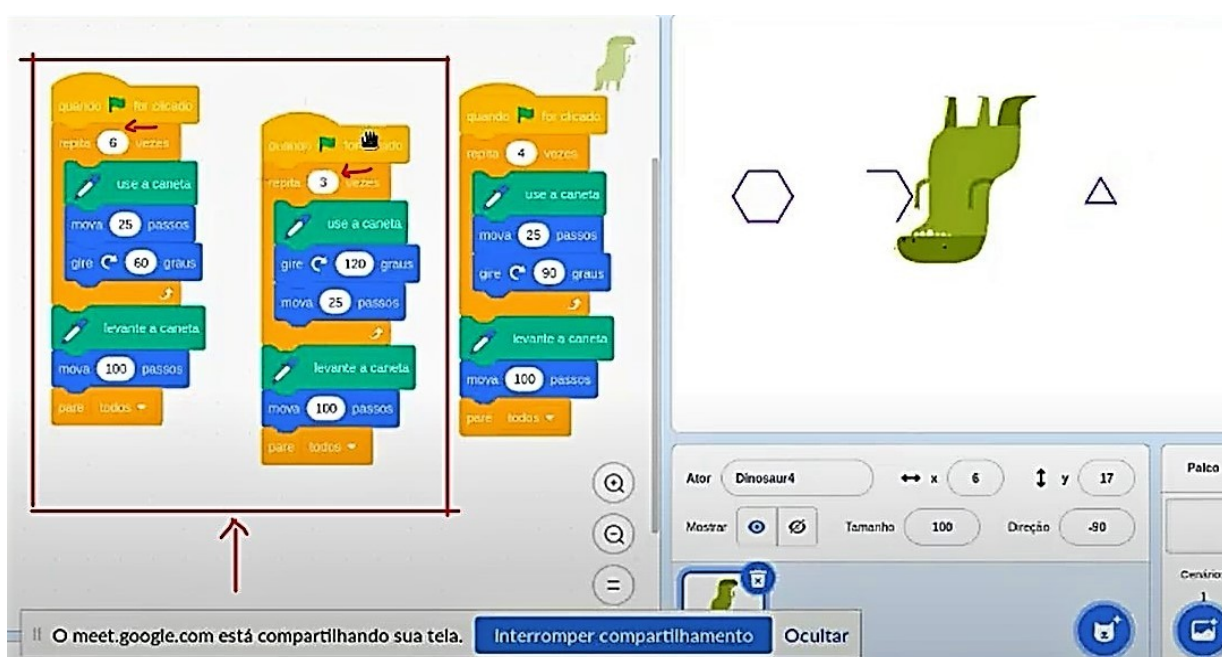 quando for clicado
repita 6 vezes
use a caneta
mova 25 passos
gire 60 graus
levante a caneta
mova 100 passos
pare todos
quando
repita 3 vezes
use a caneta
gire 120 graus
mova 25 passos
levante a caneta
mova 100 passos
pare todos
quando for clicado
repita 4 vezes
use a caneta
mova 25 passos
gire 90 graus
levante a caneta
mova 100 passos
pare todos
Ator Dinosaur4 x 6 y 17
Mostrar Tamanho 100 Direção -90
Palco
Cenário
1
O meet.google.com está compartilhando sua tela. Interromper compartilhamento Ocultar